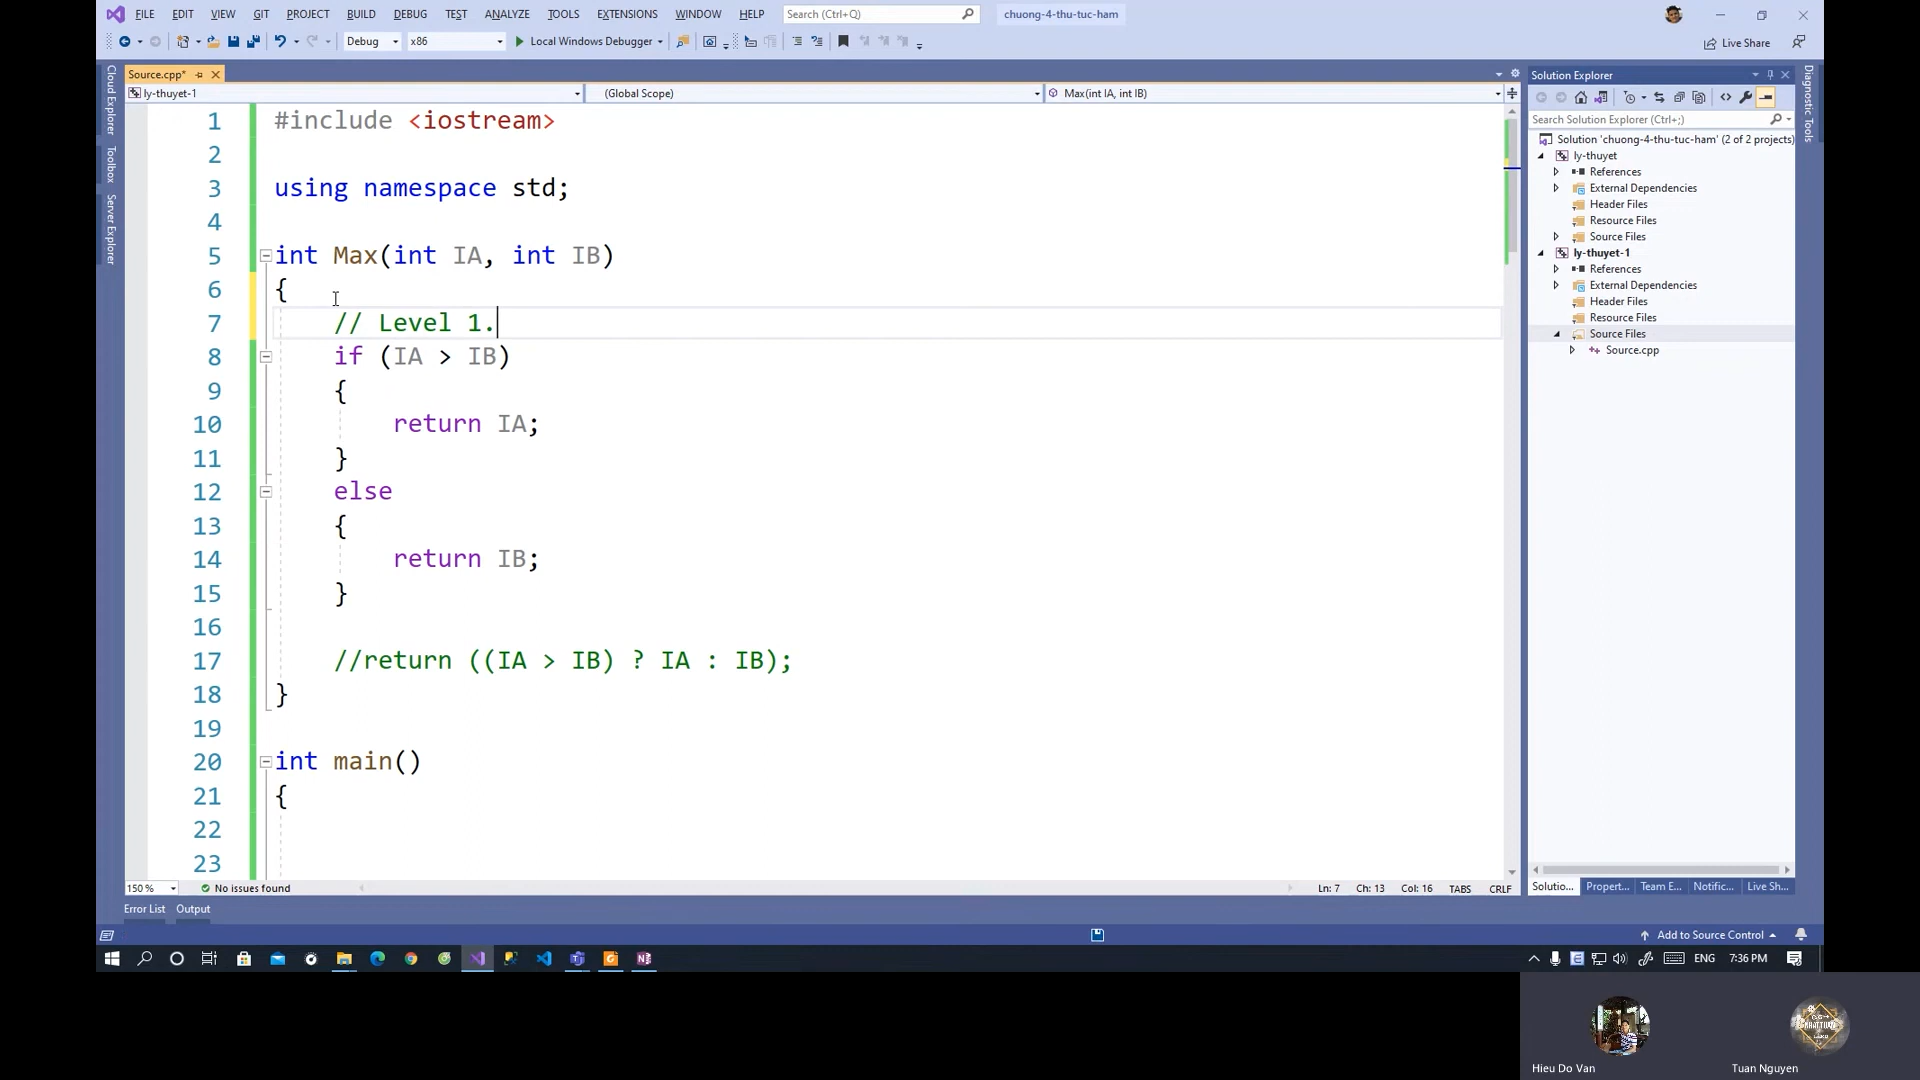 FILE EDIT VIEW GIT PROJECT BUILD DEBUG TEST ANALYZE TOOLS EXTENSIONS WINDOW HELP Search (Ctrl+Q) chuong-4-thu-tuc-ham
Debug x86 Local Windows Debugger Live Share
Source.cpp*
ly-thuyet-1 (Global Scope) Max(int IA, int IB)
Cloud Explorer
Toolbox
Server Explorer
1 #include <iostream>
2
3 using namespace std;
4
5 int Max(int IA, int IB)
6 {
7 // Level 1.
8 if (IA > IB)
9 {
10 return IA;
11 }
12 else
13 {
14 return IB;
15 }
16
17 //return ((IA > IB) ? IA : IB);
18 }
19
20 int main()
21 {
22
23
150 % No issues found Ln: 7 Ch: 13 Col: 16 TABS CRLF
Error List Output
Solution Explorer
Search Solution Explorer (Ctrl+;)
Solution 'chuong-4-thu-tuc-ham' (2 of 2 projects)
ly-thuyet
References
External Dependencies
Header Files
Resource Files
Source Files
ly-thuyet-1
References
External Dependencies
Header Files
Resource Files
Source Files
Source.cpp
Solutio... Propert... Team E... Notific... Live Sh...
Diagnostic Tools
Add to Source Control
ENG 7:36 PM
Hieu Do Van Tuan Nguyen